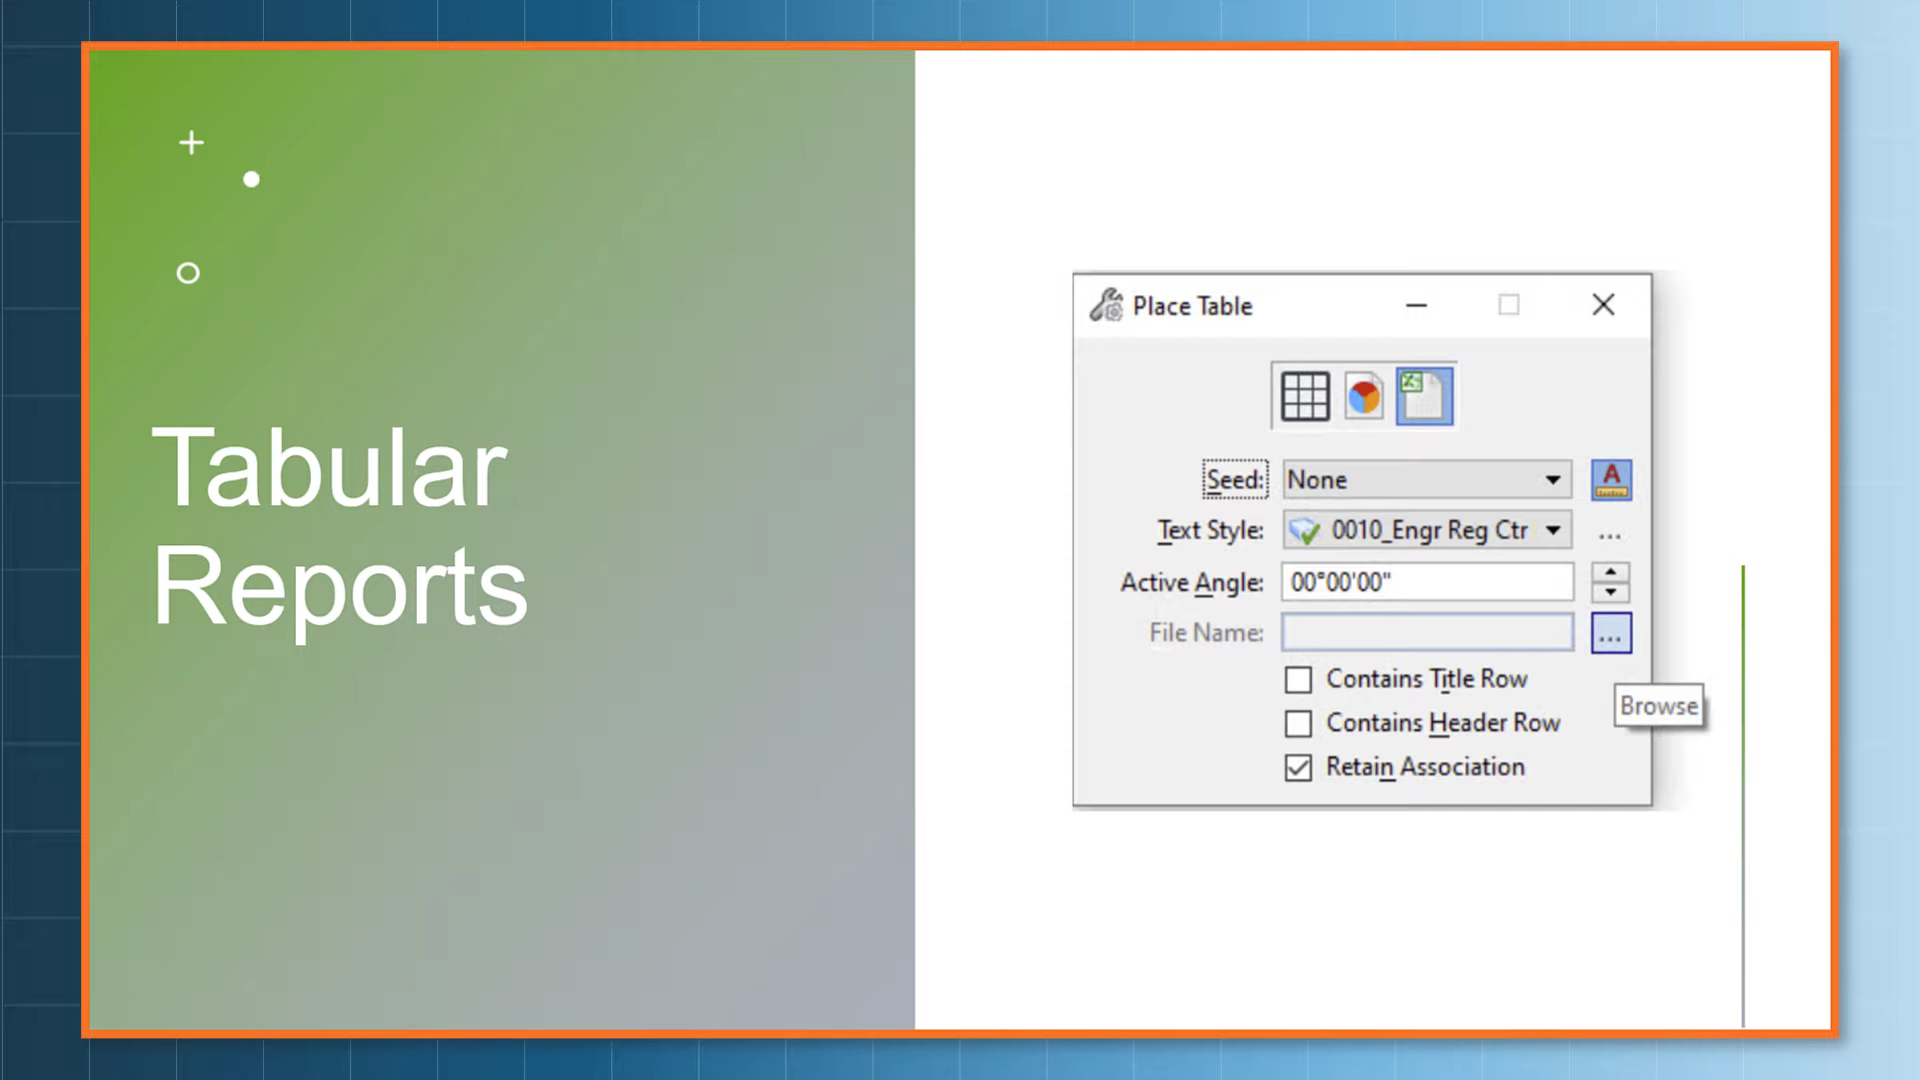 Tabular
Reports
Place Table
Seed: None
Text Style: 0010_Engr Reg Ctr ...
Active Angle: 00°00'00"
File Name: ...
Contains Title Row
Browse
Contains Header Row
Retain Association